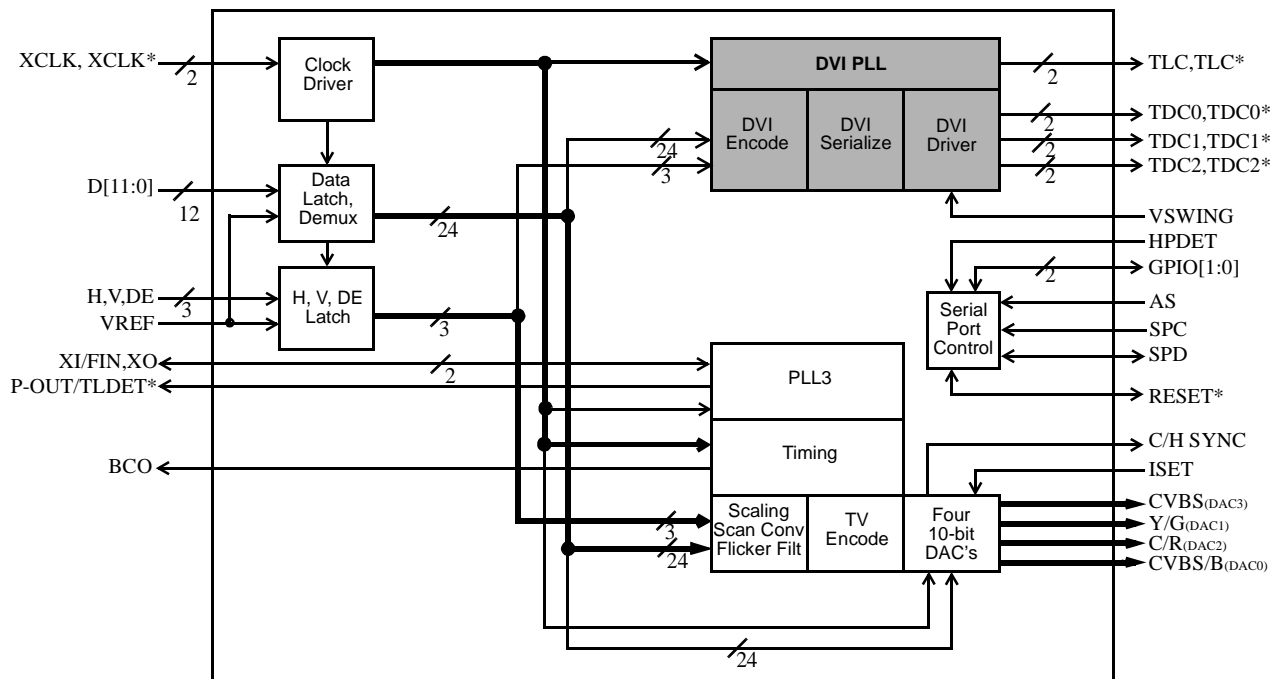 XCLK, XCLK*
2
Clock
Driver
DVI PLL
2
TLC,TLC*
DVI
Encode
DVI
Serialize
DVI
Driver
2
TDC0,TDC0*
24
2
TDC1,TDC1*
3
2
TDC2,TDC2*
D[11:0]
12
Data
Latch,
Demux
24
VSWING
HPDET
2
GPIO[1:0]
H,V,DE
3
VREF
H, V, DE
Latch
3
Serial
Port
Control
AS
SPC
SPD
XI/FIN,XO
2
P-OUT/TLDET*
PLL3
RESET*
BCO
Timing
C/H SYNC
ISET
3
24
Scaling
Scan Conv
Flicker Filt
TV
Encode
Four
10-bit
DAC's
CVBS(DAC3)
Y/G(DAC1)
C/R(DAC2)
CVBS/B(DAC0)
24